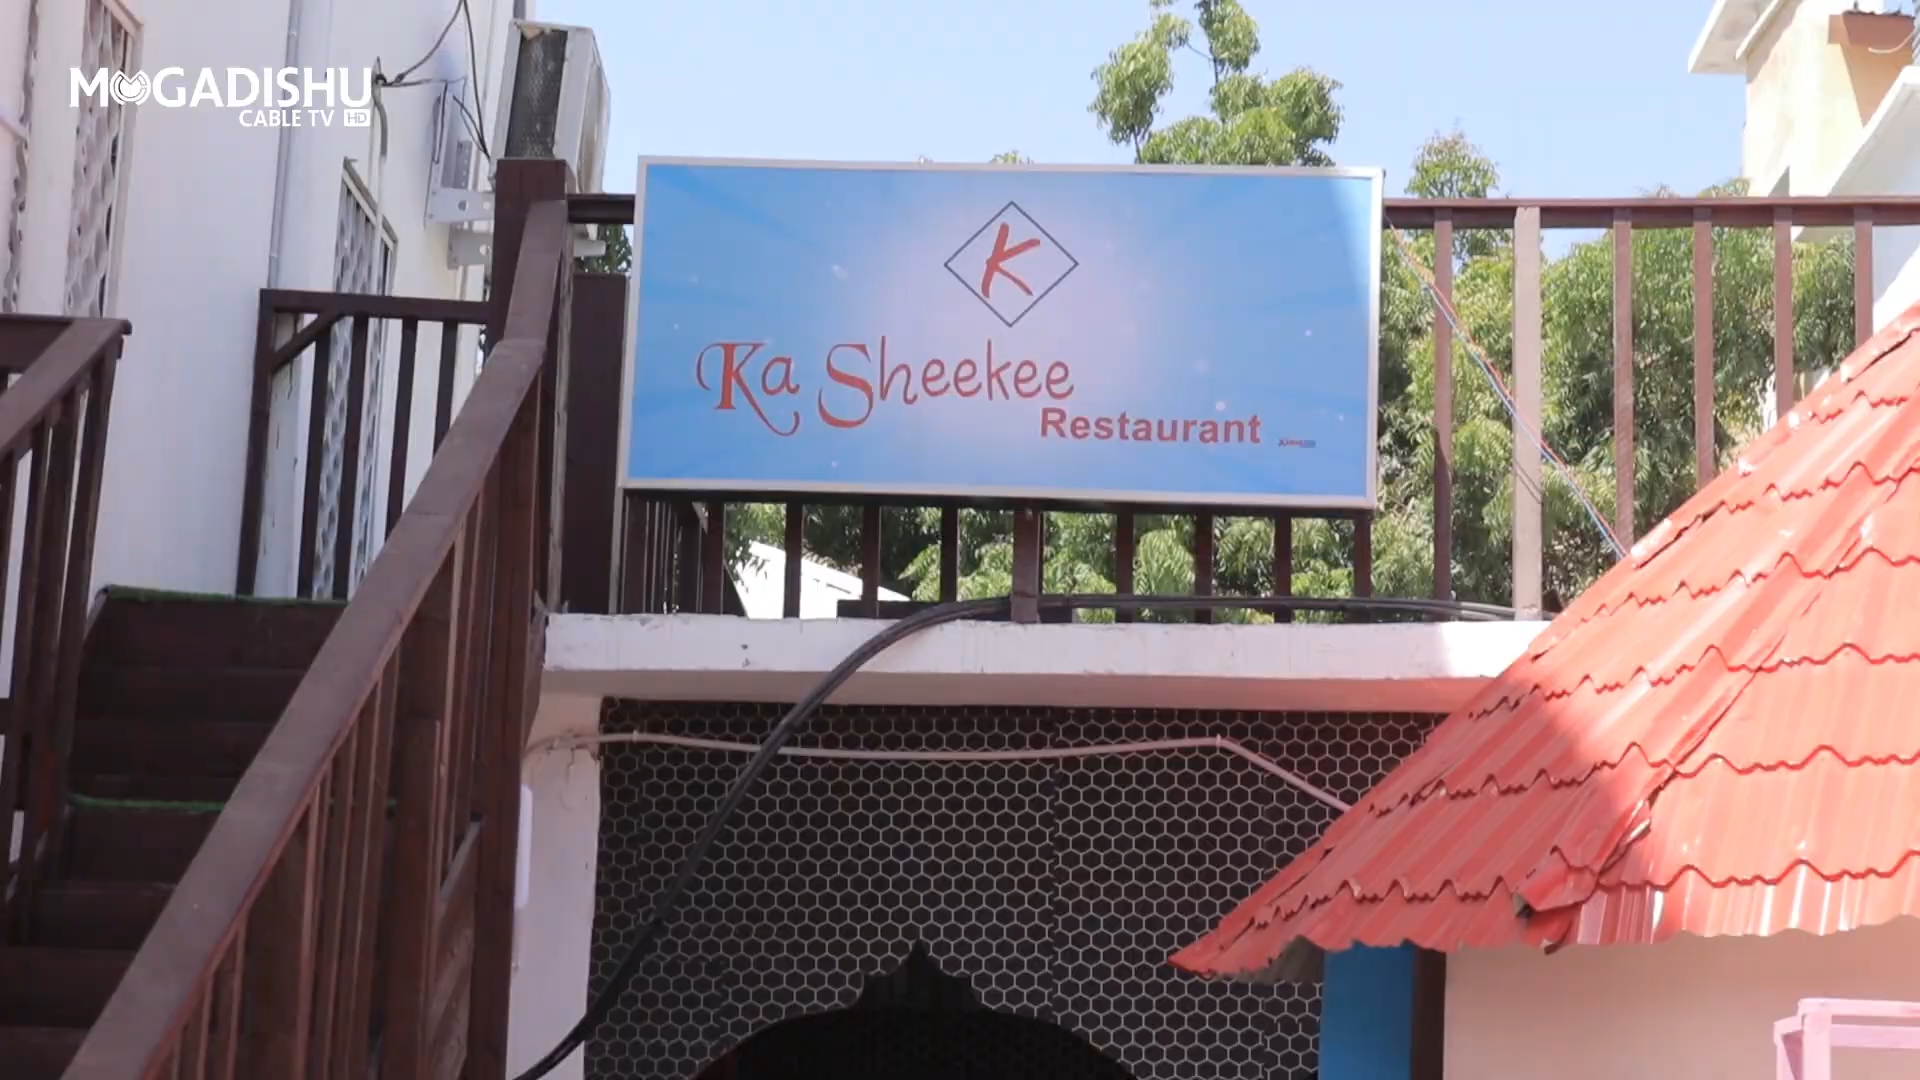 MOGADISHU
CABLE TV HD
K
Ka Sheekee
Restaurant